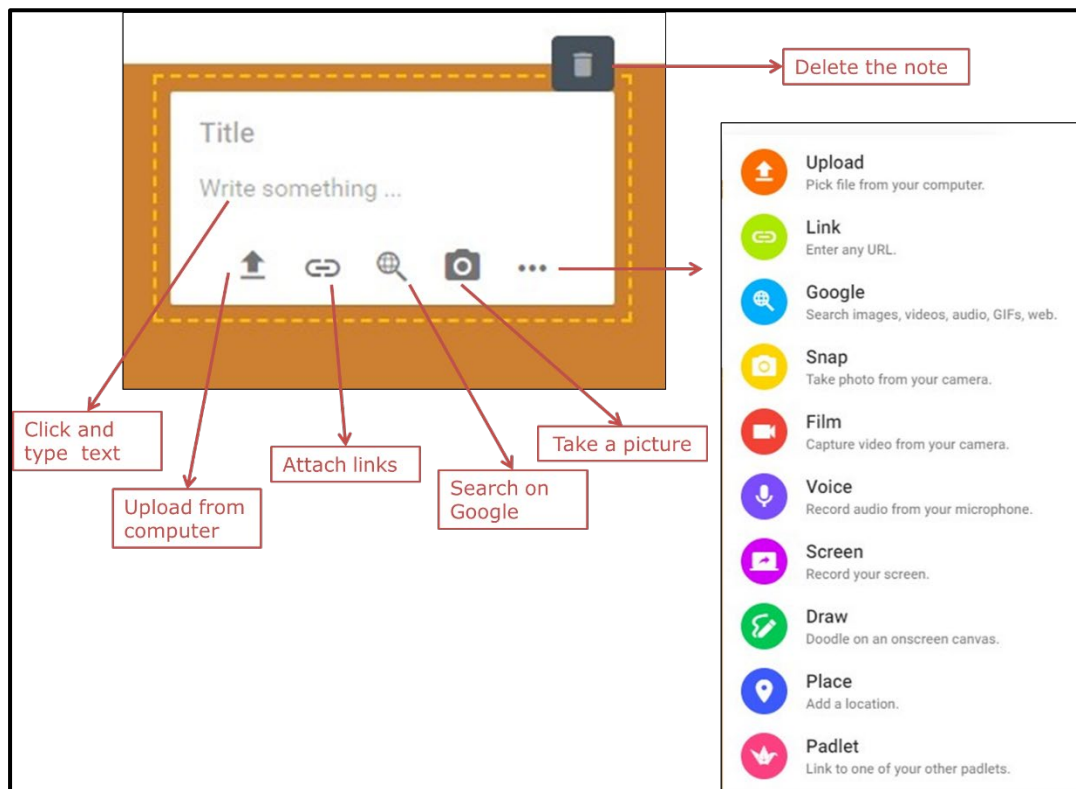 Delete the note
Title
Write something ...
Click and
type text
Upload from
computer
Attach links
Search on
Google
Take a picture
Upload
Pick file from your computer.
Link
Enter any URL.
Google
Search images, videos, audio, GIFs, web.
Snap
Take photo from your camera.
Film
Capture video from your camera.
Voice
Record audio from your microphone.
Screen
Record your screen.
Draw
Doodle on an onscreen canvas.
Place
Add a location.
Padlet
Link to one of your other padlets.